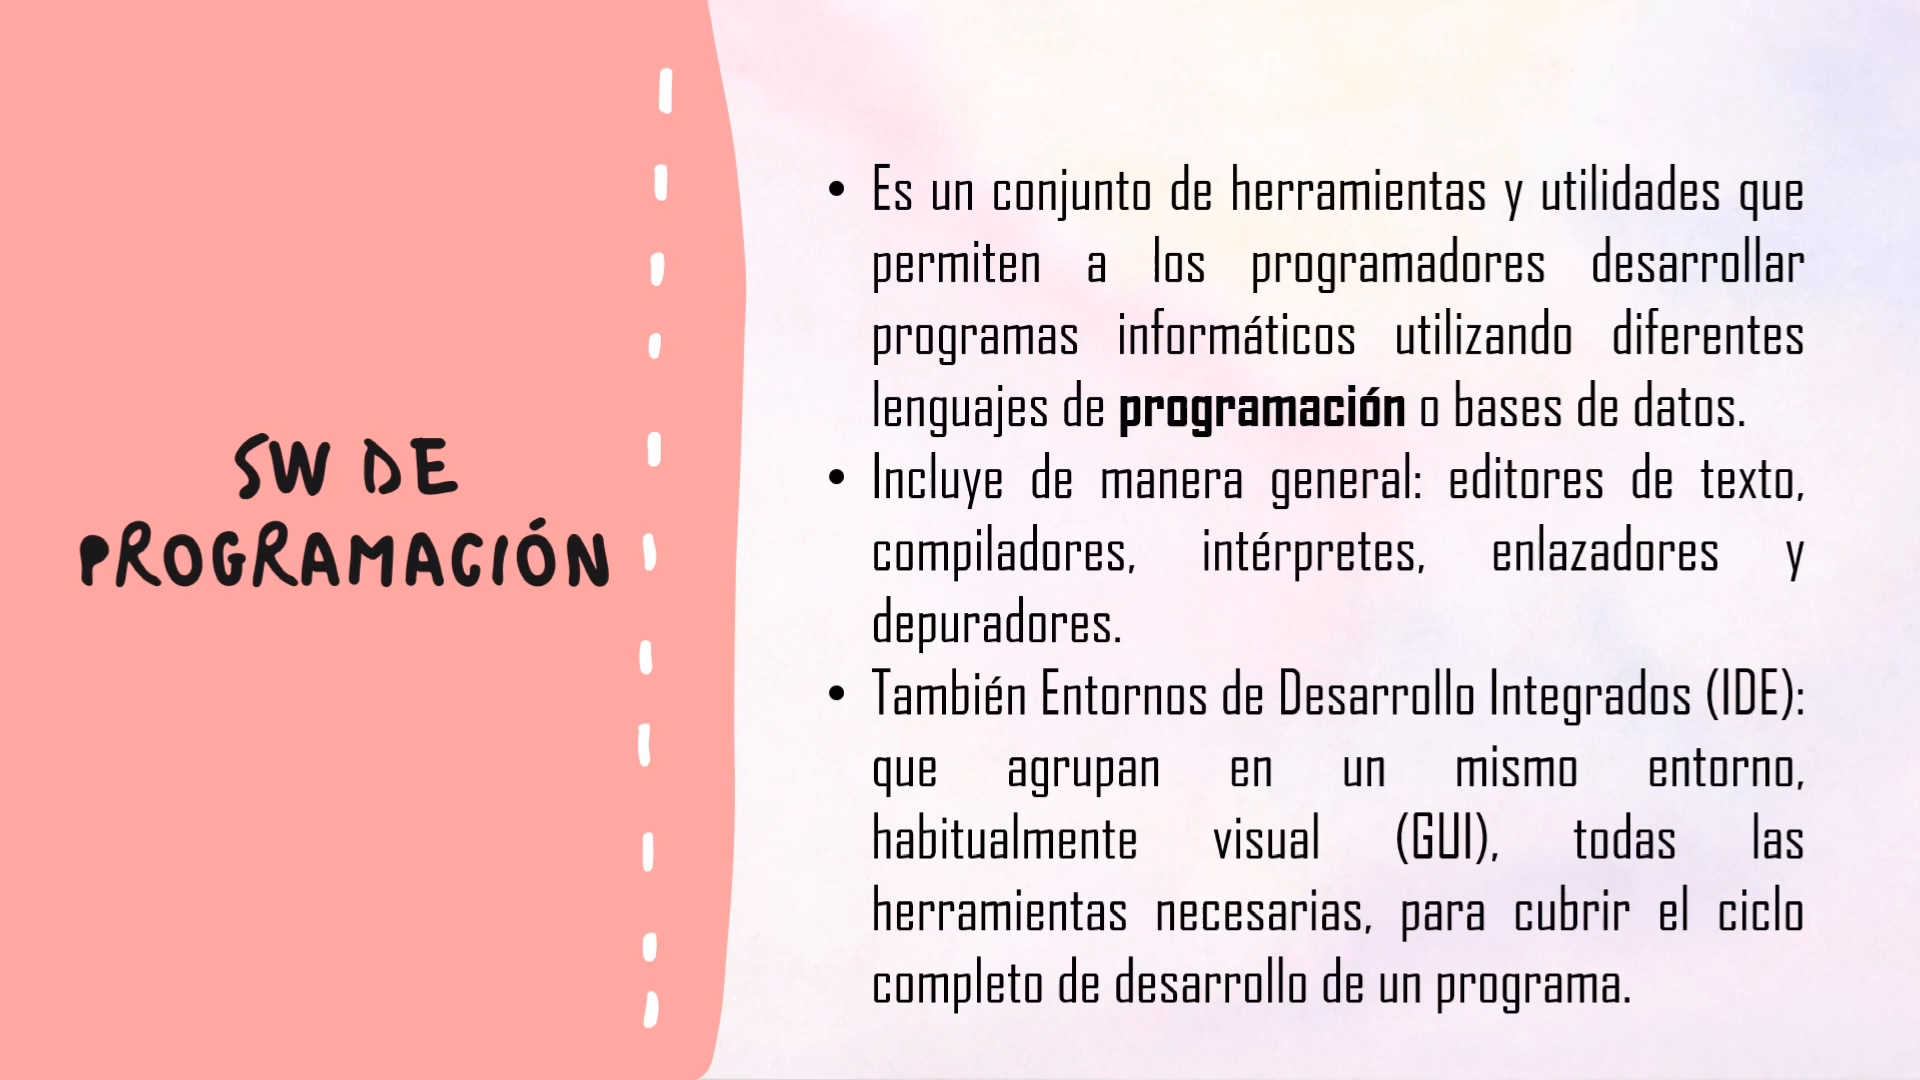 SW DE
PROGRAMACIÓN
• Es un conjunto de herramientas y utilidades que
permiten a los programadores desarrollar
programas informáticos utilizando diferentes
lenguajes de programación o bases de datos.
• Incluye de manera general: editores de texto,
compiladores, intérpretes, enlazadores y
depuradores.
• También Entornos de Desarrollo Integrados (IDE):
que agrupan en un mismo entorno,
habitualmente visual (GUI), todas las
herramientas necesarias, para cubrir el ciclo
completo de desarrollo de un programa.